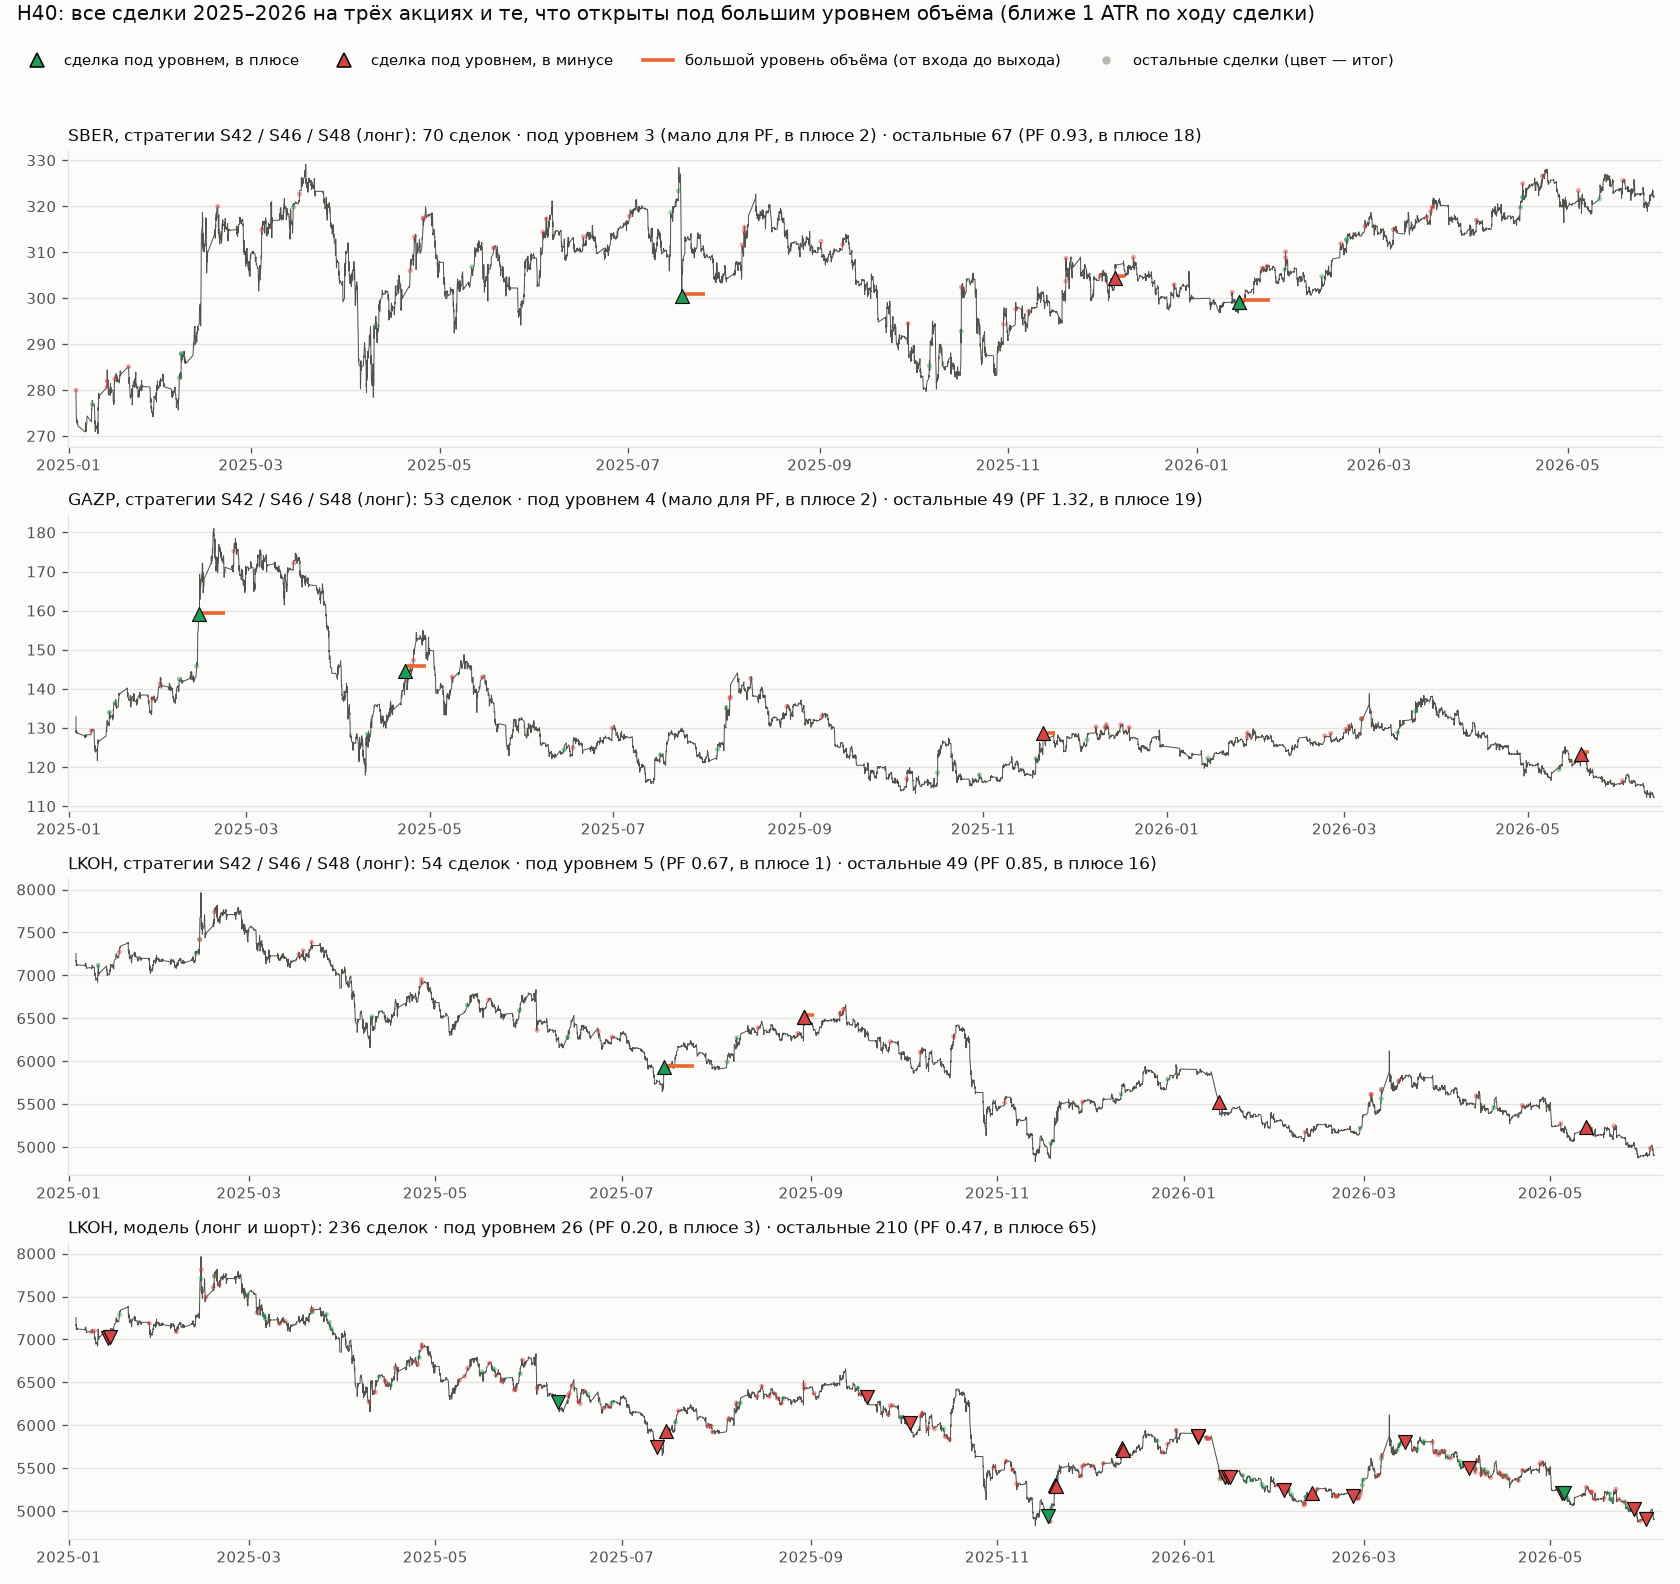 H40: все сделки 2025–2026 на трёх акциях и те, что открыты под большим уровнем объёма (ближе 1 ATR по ходу сделки)
сделка под уровнем, в плюсе
сделка под уровнем, в минусе
большой уровень объёма (от входа до выхода)
остальные сделки (цвет — итог)
SBER, стратегии S42 / S46 / S48 (лонг): 70 сделок · под уровнем 3 (мало для PF, в плюсе 2) · остальные 67 (PF 0.93, в плюсе 18)
330
320
310
300
290
280
270
2025-01 2025-03 2025-05 2025-07 2025-09 2025-11 2026-01 2026-03 2026-05
GAZP, стратегии S42 / S46 / S48 (лонг): 53 сделок · под уровнем 4 (мало для PF, в плюсе 2) · остальные 49 (PF 1.32, в плюсе 19)
180
170
160
150
140
130
120
110
2025-01 2025-03 2025-05 2025-07 2025-09 2025-11 2026-01 2026-03 2026-05
LKOH, стратегии S42 / S46 / S48 (лонг): 54 сделок · под уровнем 5 (PF 0.67, в плюсе 1) · остальные 49 (PF 0.85, в плюсе 16)
8000
7500
7000
6500
6000
5500
5000
2025-01 2025-03 2025-05 2025-07 2025-09 2025-11 2026-01 2026-03 2026-05
LKOH, модель (лонг и шорт): 236 сделок · под уровнем 26 (PF 0.20, в плюсе 3) · остальные 210 (PF 0.47, в плюсе 65)
8000
7500
7000
6500
6000
5500
5000
2025-01 2025-03 2025-05 2025-07 2025-09 2025-11 2026-01 2026-03 2026-05